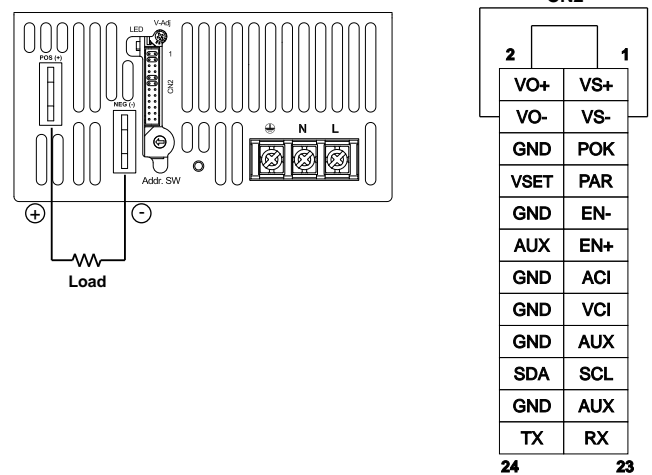 V-Adj
LED
POS (+)
1
CN2
NEG (-)
N L
Addr. SW
+ -
Load
2 1
VO+ VS+
VO- VS-
GND POK
VSET PAR
GND EN-
AUX EN+
GND ACI
GND VCI
GND AUX
SDA SCL
GND AUX
TX RX
24 23